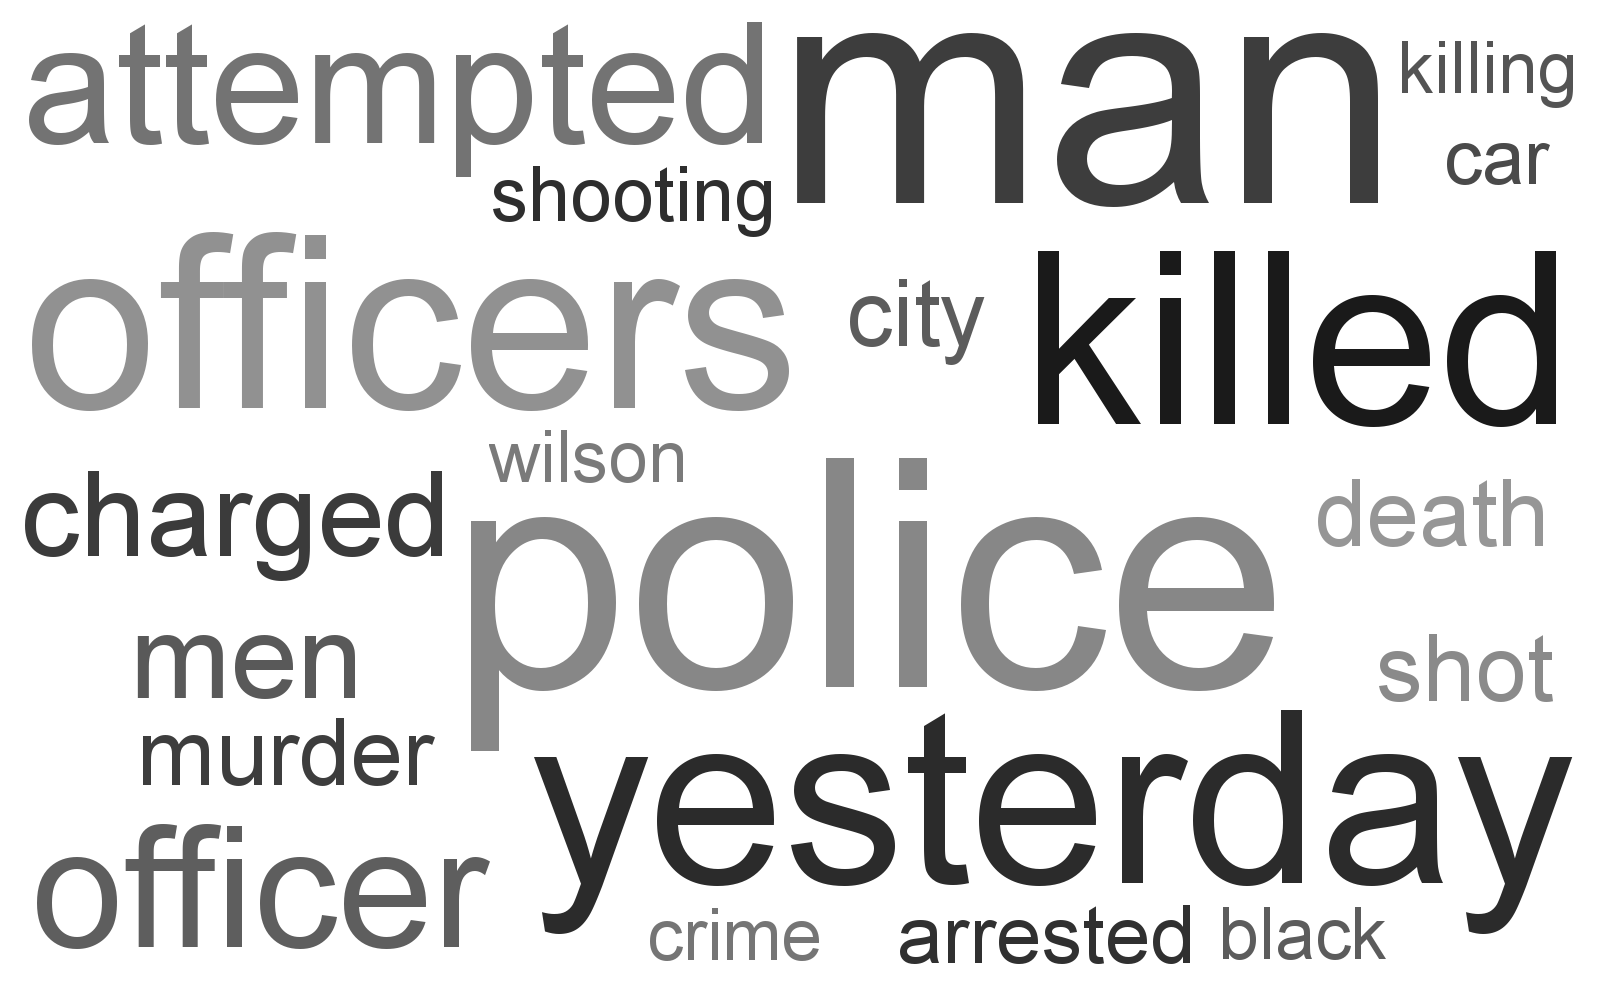 attempted man killing
car
shooting
officers city killed
wilson
charged police death
men shot
murder
yesterday
officer
crime arrested black